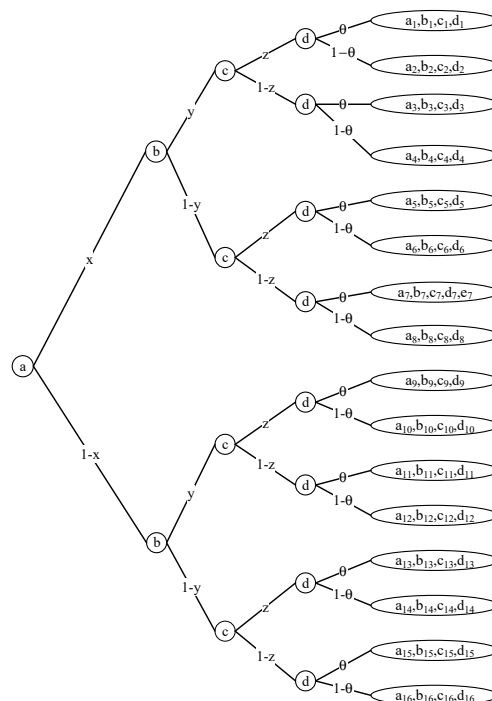 θ
a₁,b₁,c₁,d₁
d
z
1−θ
a₂,b₂,c₂,d₂
c
1-z
d
θ
a₃,b₃,c₃,d₃
y
1-θ
b
a₄,b₄,c₄,d₄
1-y
θ
a₅,b₅,c₅,d₅
d
z
1-θ
a₆,b₆,c₆,d₆
x
c
1-z
θ
a₇,b₇,c₇,d₇,e₇
d
1-θ
a₈,b₈,c₈,d₈
a
θ
a₉,b₉,c₉,d₉
d
z
1-θ
a₁₀,b₁₀,c₁₀,d₁₀
c
1-x
1-z
θ
a₁₁,b₁₁,c₁₁,d₁₁
y
d
1-θ
a₁₂,b₁₂,c₁₂,d₁₂
b
θ
a₁₃,b₁₃,c₁₃,d₁₃
1-y
d
z
1-θ
a₁₄,b₁₄,c₁₄,d₁₄
c
1-z
θ
a₁₅,b₁₅,c₁₅,d₁₅
d
1-θ
a₁₆,b₁₆,c₁₆,d₁₆